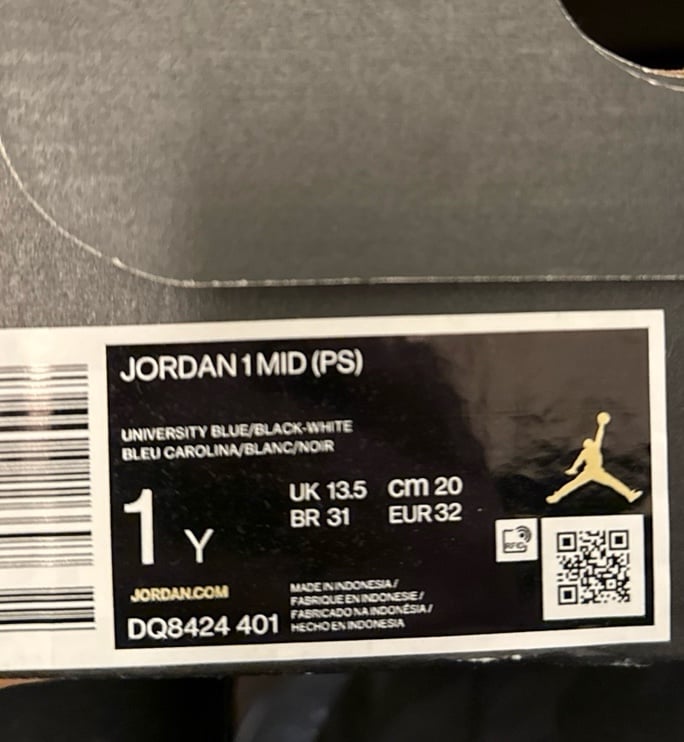 JORDAN 1 MID (PS)
UNIVERSITY BLUE/BLACK-WHITE
BLEU CAROLINA/BLANC/NOIR
1 Y
UK 13.5 cm 20
BR 31 EUR 32
RFID
JORDAN.COM
DQ8424 401
MADE IN INDONESIA /
FABRIQUE EN INDONESIE /
FABRICADO NA INDONÉSIA /
HECHO EN INDONESIA